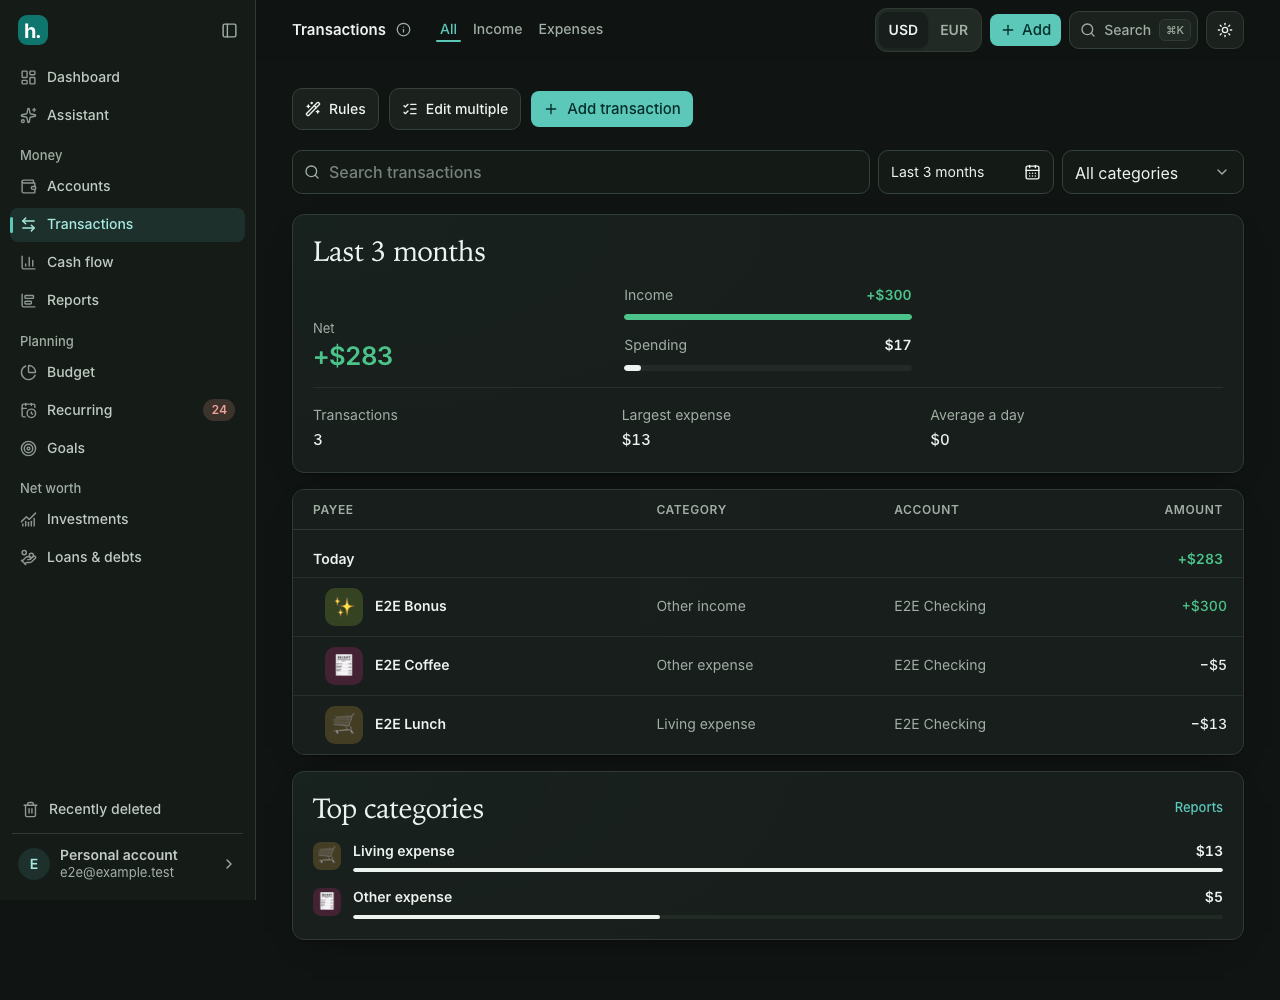 h.
Dashboard
Assistant
Money
Accounts
Transactions
Cash flow
Reports
Planning
Budget
Recurring 24
Goals
Net worth
Investments
Loans & debts
Recently deleted
E
Personal account
e2e@example.test
Transactions All Income Expenses USD EUR Add Search ⌘K
Rules Edit multiple Add transaction
Search transactions Last 3 months All categories
Last 3 months
Net
+$283
Income +$300
Spending $17
Transactions Largest expense Average a day
3 $13 $0
PAYEE CATEGORY ACCOUNT AMOUNT
Today +$283
E2E Bonus Other income E2E Checking +$300
E2E Coffee Other expense E2E Checking −$5
E2E Lunch Living expense E2E Checking −$13
Top categories Reports
Living expense $13
Other expense $5